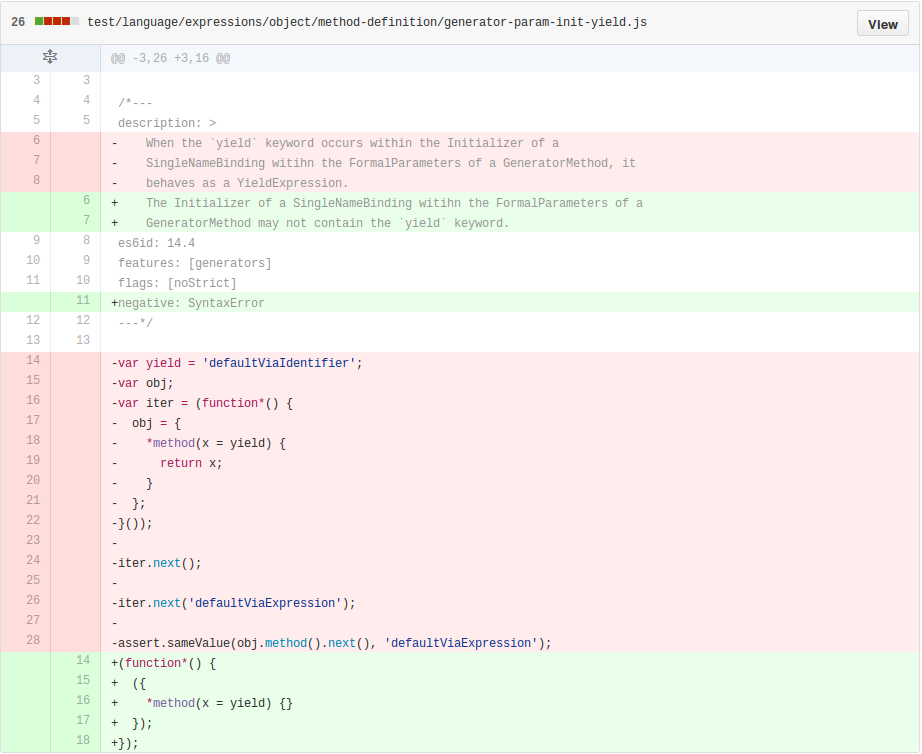 26 test/language/expressions/object/method-definition/generator-param-init-yield.js View
@@ -3,26 +3,16 @@
3 3
4 4 /*---
5 5 description: >
6 - When the `yield` keyword occurs within the Initializer of a
7 - SingleNameBinding witihn the FormalParameters of a GeneratorMethod, it
8 - behaves as a YieldExpression.
6 + The Initializer of a SingleNameBinding witihn the FormalParameters of a
7 + GeneratorMethod may not contain the `yield` keyword.
9 8 es6id: 14.4
10 9 features: [generators]
11 10 flags: [noStrict]
11 +negative: SyntaxError
12 12 ---*/
13 13
14 -var yield = 'defaultViaIdentifier';
15 -var obj;
16 -var iter = (function*() {
17 -  obj = {
18 -    *method(x = yield) {
19 -      return x;
20 -    }
21 -  };
22 -}());
23 -
24 -iter.next();
25 -
26 -iter.next('defaultViaExpression');
27 -
28 -assert.sameValue(obj.method().next(), 'defaultViaExpression');
14 +(function*() {
15 +  ({
16 +    *method(x = yield) {}
17 +  });
18 +});